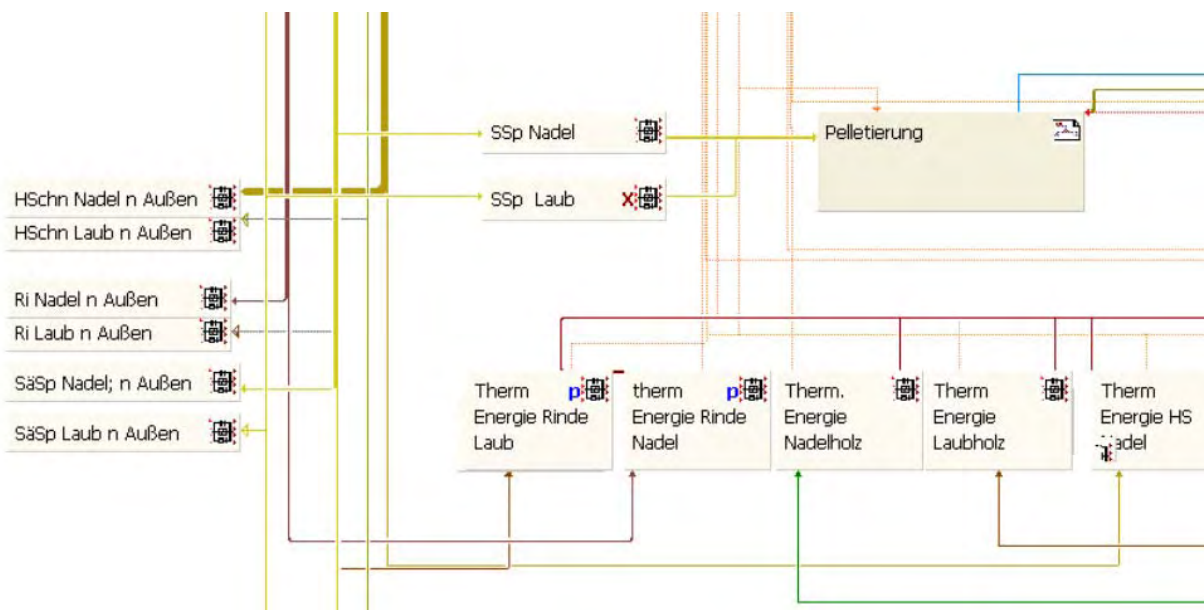 SSp Nadel
Pelletierung
SSp Laub
x
HSchn Nadel n Außen
HSchn Laub n Außen
Ri Nadel n Außen
Ri Laub n Außen
SäSp Nadel; n Außen
SäSp Laub n Außen
Therm p
Energie Rinde
Laub
therm p
Energie Rinde
Nadel
Therm.
Energie
Nadelholz
Therm
Energie
Laubholz
Therm
Energie HS
adel